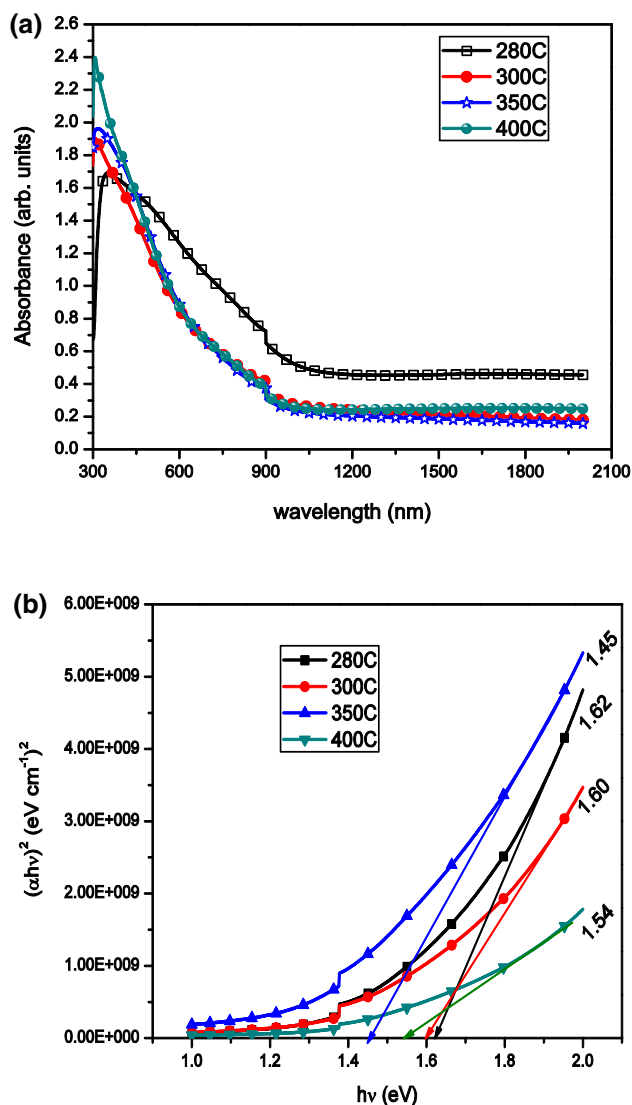 (a)
2.6
2.4
2.2
2.0
1.8
1.6
1.4
1.2
1.0
0.8
0.6
0.4
0.2
0.0
Absorbance (arb. units)
280C
300C
350C
400C
300 600 900 1200 1500 1800 2100
wavelength (nm)
(b)
6.00E+009
5.00E+009
4.00E+009
3.00E+009
2.00E+009
1.00E+009
0.00E+000
(αhν)² (eV cm⁻¹)²
280C
300C
350C
400C
1.45
1.62
1.60
1.54
1.0 1.2 1.4 1.6 1.8 2.0
hν (eV)